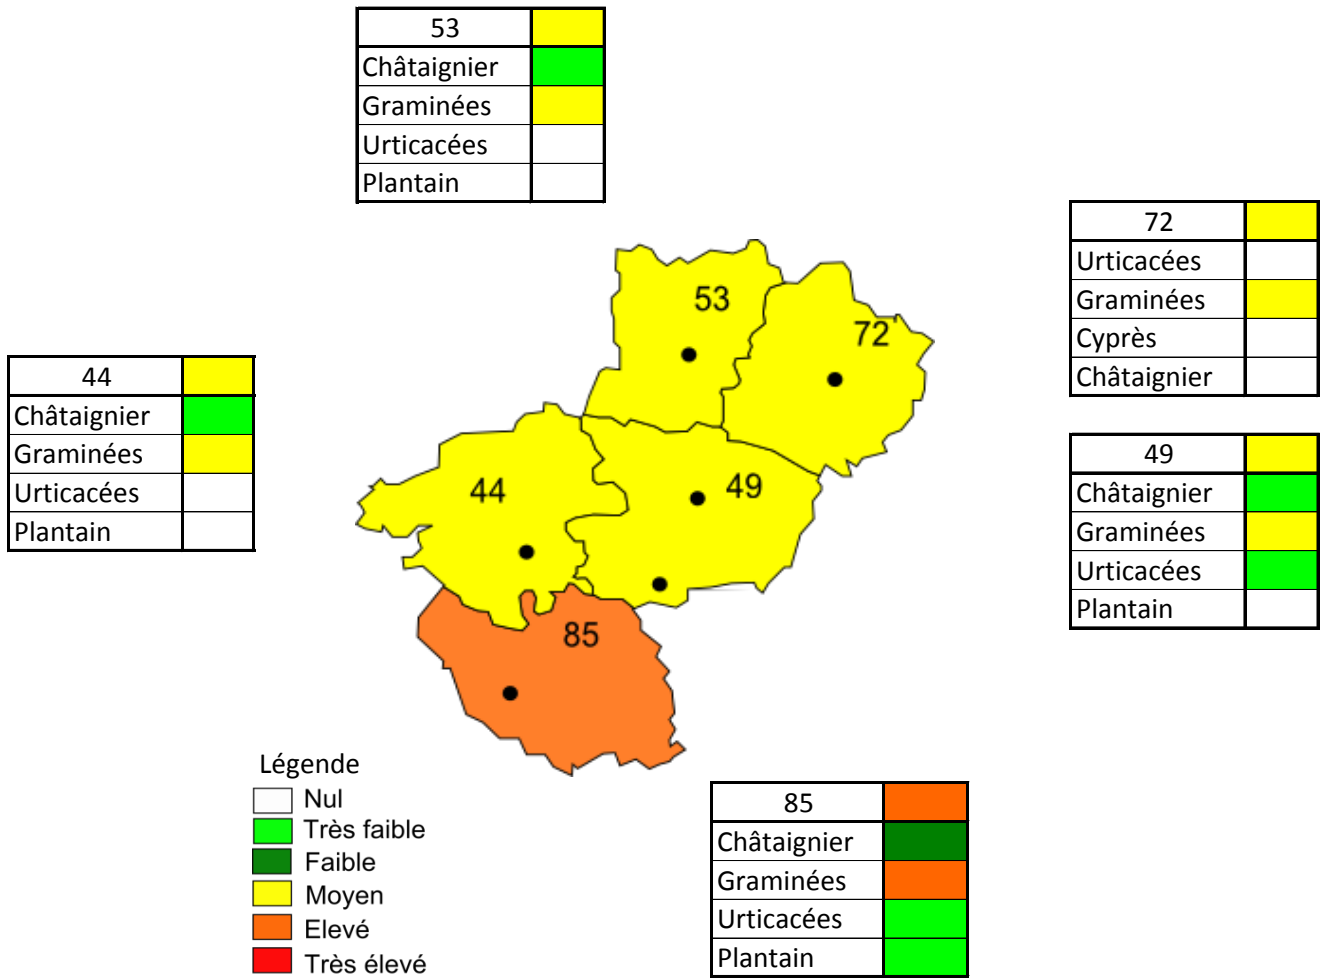 53
Châtaignier
Graminées
Urticacées
Plantain
72
Urticacées
Graminées
Cyprès
Châtaignier
44
Châtaignier
Graminées
Urticacées
Plantain
49
Châtaignier
Graminées
Urticacées
Plantain
53
72
44
49
85
Légende
Nul
Très faible
Faible
Moyen
Elevé
Très élevé
85
Châtaignier
Graminées
Urticacées
Plantain